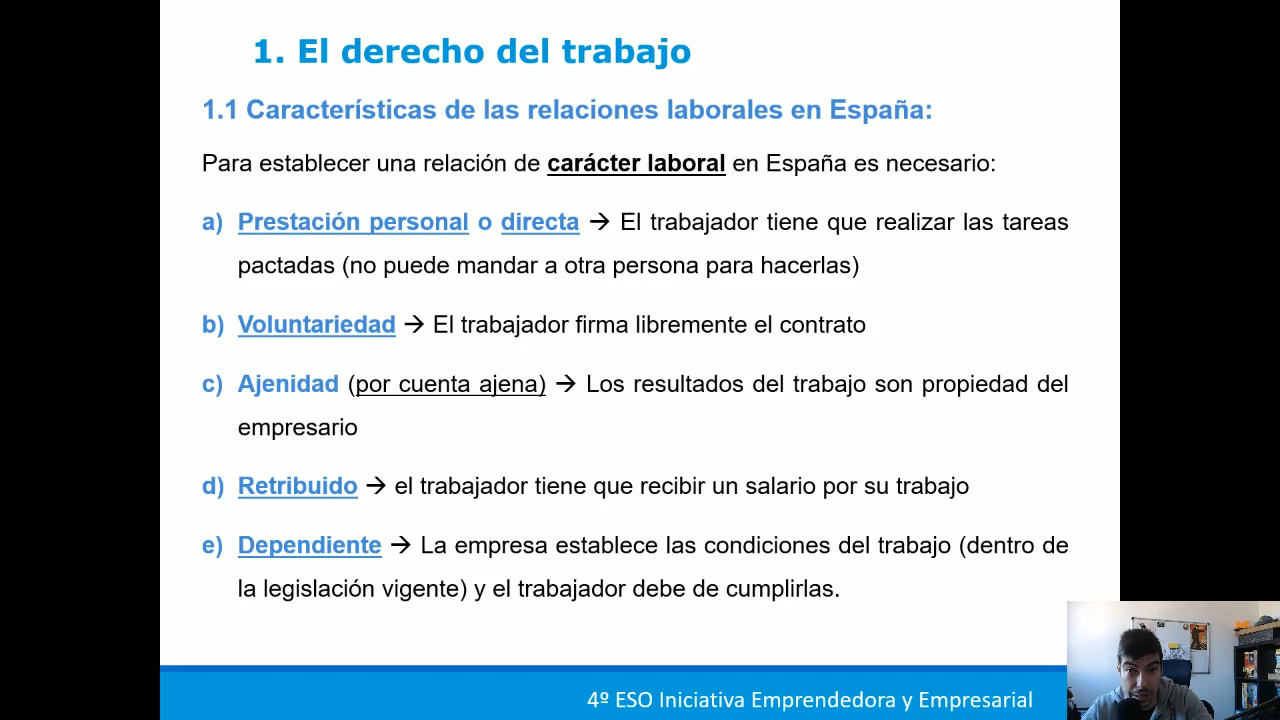 1. El derecho del trabajo
1.1 Características de las relaciones laborales en España:
Para establecer una relación de carácter laboral en España es necesario:
a) Prestación personal o directa → El trabajador tiene que realizar las tareas
pactadas (no puede mandar a otra persona para hacerlas)
b) Voluntariedad → El trabajador firma libremente el contrato
c) Ajenidad (por cuenta ajena) → Los resultados del trabajo son propiedad del
empresario
d) Retribuido → el trabajador tiene que recibir un salario por su trabajo
e) Dependiente → La empresa establece las condiciones del trabajo (dentro de
la legislación vigente) y el trabajador debe de cumplirlas.
4º ESO Iniciativa Emprendedora y Empresarial